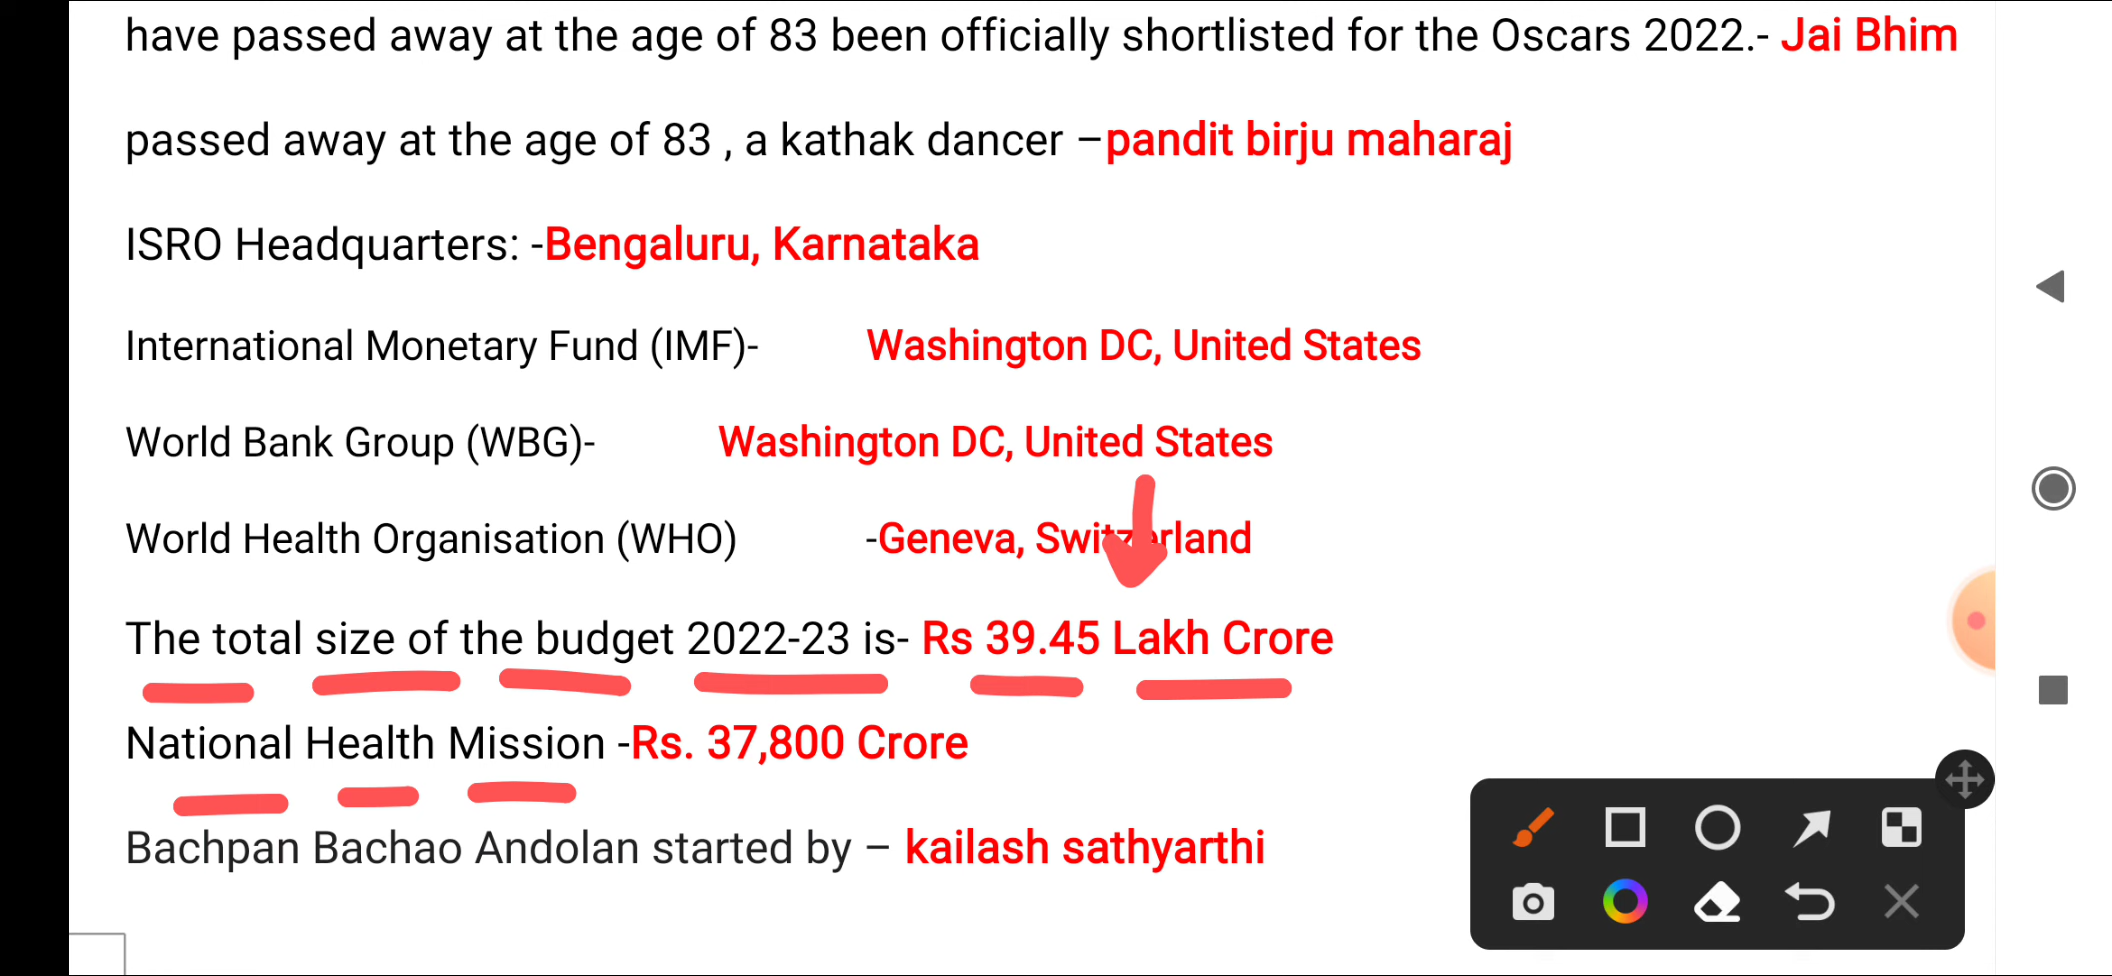 have passed away at the age of 83 been officially shortlisted for the Oscars 2022.- Jai Bhim
passed away at the age of 83 , a kathak dancer –pandit birju maharaj
ISRO Headquarters: -Bengaluru, Karnataka
International Monetary Fund (IMF)- Washington DC, United States
World Bank Group (WBG)- Washington DC, United States
World Health Organisation (WHO) -Geneva, Switzerland
The total size of the budget 2022-23 is- Rs 39.45 Lakh Crore
National Health Mission -Rs. 37,800 Crore
Bachpan Bachao Andolan started by – kailash sathyarthi